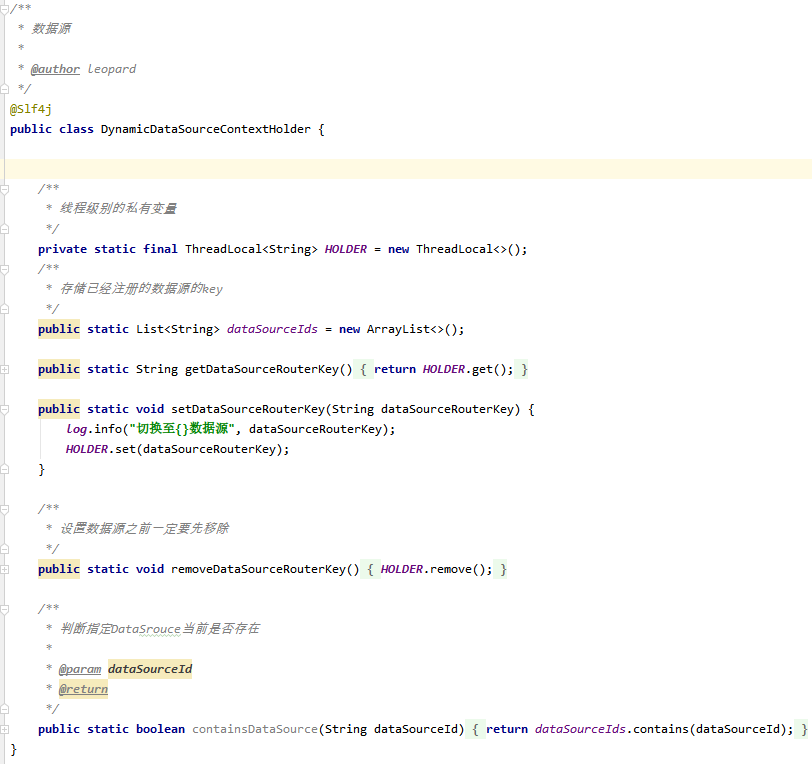 /**
 * 数据源
 *
 * @author leopard
 */
@Slf4j
public class DynamicDataSourceContextHolder {
/**
 * 线程级别的私有变量
 */
private static final ThreadLocal<String> HOLDER = new ThreadLocal<>();
/**
 * 存储已经注册的数据源的key
 */
public static List<String> dataSourceIds = new ArrayList<>();
public static String getDataSourceRouterKey() { return HOLDER.get(); }
public static void setDataSourceRouterKey(String dataSourceRouterKey) {
log.info("切换至{}数据源", dataSourceRouterKey);
HOLDER.set(dataSourceRouterKey);
}
/**
 * 设置数据源之前一定要先移除
 */
public static void removeDataSourceRouterKey() { HOLDER.remove(); }
/**
 * 判断指定DataSrouce当前是否存在
 *
 * @param dataSourceId
 * @return
 */
public static boolean containsDataSource(String dataSourceId) { return dataSourceIds.contains(dataSourceId); }
}